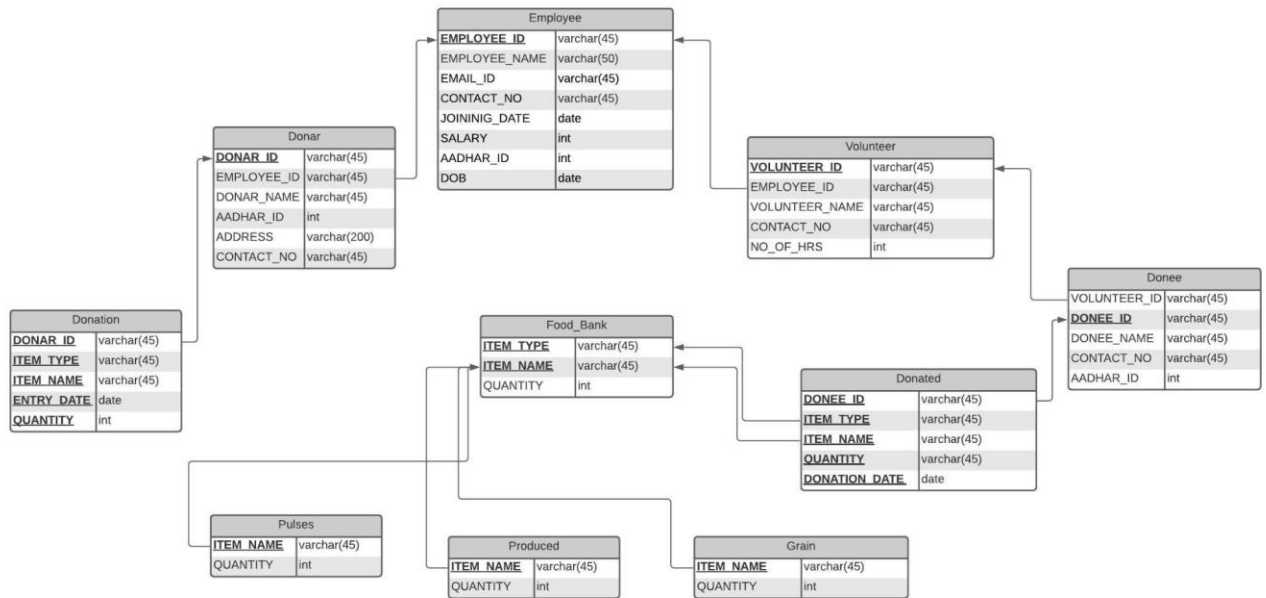 Employee
EMPLOYEE_ID varchar(45)
EMPLOYEE_NAME varchar(50)
EMAIL_ID varchar(45)
CONTACT_NO varchar(45)
JOINING_DATE date
SALARY int
AADHAR_ID int
DOB date
Donar
DONAR_ID varchar(45)
EMPLOYEE_ID varchar(45)
DONAR_NAME varchar(45)
AADHAR_ID int
ADDRESS varchar(200)
CONTACT_NO varchar(45)
Volunteer
VOLUNTEER_ID varchar(45)
EMPLOYEE_ID varchar(45)
VOLUNTEER_NAME varchar(45)
CONTACT_NO varchar(45)
NO_OF_HRS int
Donee
VOLUNTEER_ID varchar(45)
DONEE_ID varchar(45)
DONEE_NAME varchar(45)
CONTACT_NO varchar(45)
AADHAR_ID int
Donation
DONAR_ID varchar(45)
ITEM_TYPE varchar(45)
ITEM_NAME varchar(45)
ENTRY_DATE date
QUANTITY int
Food_Bank
ITEM_TYPE varchar(45)
ITEM_NAME varchar(45)
QUANTITY int
Donated
DONEE_ID varchar(45)
ITEM_TYPE varchar(45)
ITEM_NAME varchar(45)
QUANTITY varchar(45)
DONATION_DATE date
Pulses
ITEM_NAME varchar(45)
QUANTITY int
Produced
ITEM_NAME varchar(45)
QUANTITY int
Grain
ITEM_NAME varchar(45)
QUANTITY int